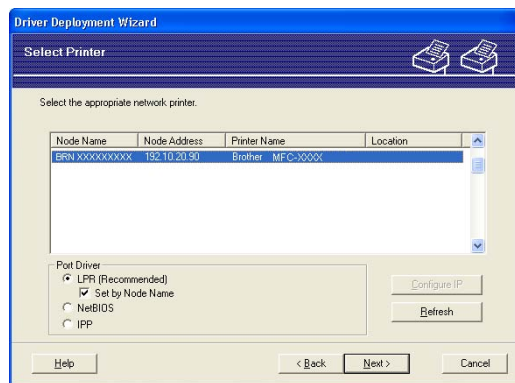 Driver Deployment Wizard
Select Printer
Select the appropriate network printer.
Node Name Node Address Printer Name Location
BRN XXXXXXXXX 192.10.20.90 Brother MFC-XXXX
Port Driver
LPR (Recommended)
Set by Node Name
NetBIOS
IPP
Configure IP
Refresh
Help
< Back
Next >
Cancel